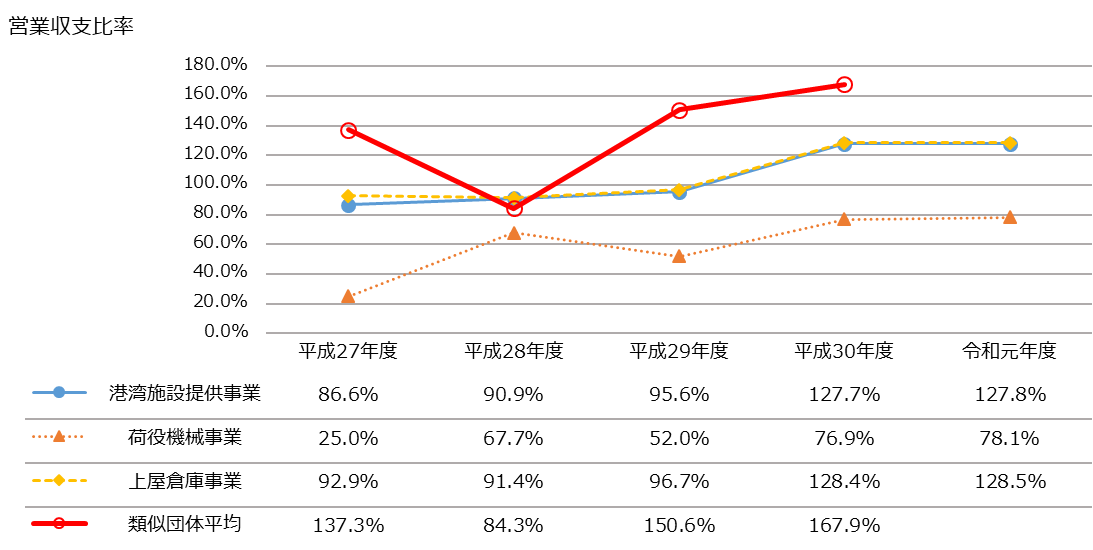 営業収支比率
180.0%
160.0%
140.0%
120.0%
100.0%
80.0%
60.0%
40.0%
20.0%
0.0%
平成27年度 平成28年度 平成29年度 平成30年度 令和元年度
港湾施設提供事業 86.6% 90.9% 95.6% 127.7% 127.8%
荷役機械事業 25.0% 67.7% 52.0% 76.9% 78.1%
上屋倉庫事業 92.9% 91.4% 96.7% 128.4% 128.5%
類似団体平均 137.3% 84.3% 150.6% 167.9%